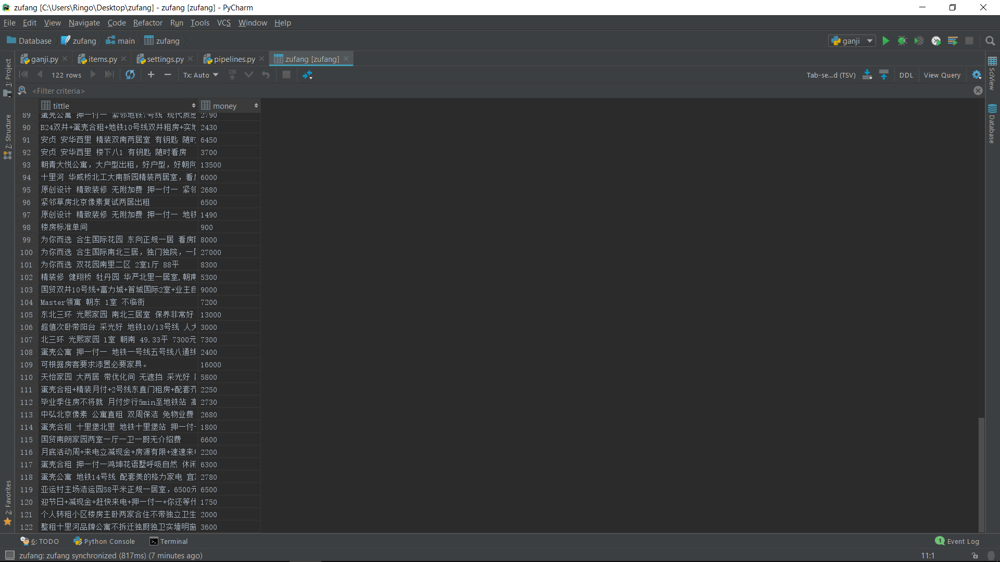 zufang [C:\Users\Ringo\Desktop\zufang] - zufang [zufang] - PyCharm
File Edit View Navigate Code Refactor Run Tools VCS Window Help
Database zufang main zufang ganji
ganji.py items.py settings.py pipelines.py zufang [zufang]
122 rows Tx: Auto DB Tab-se...d (TSV) DDL View Query
<Filter criteria>
tittle money
89 蛋壳公寓 押一付一 紧邻地铁7号线 现代质感 2790
90 B24双井+蛋壳合租+地铁10号线双井租房+实地 2430
91 安贞 安华西里 精装双南两居室 有钥匙 随时 6450
92 安贞 安华西里 楼下八1 有钥匙 随时看房 3700
93 朝青大悦公寓，大户型出租，好户型，好朝向 13500
94 十里河 华威桥北工大南新园精装两居室，看 6000
95 原创设计 精致装修 无附加费 押一付一 紧邻 2680
96 紧邻草房北京像素复试两居出租 6500
97 原创设计 精致装修 无附加费 押一付一 地铁 1490
98 楼房标准单间 900
99 为你而选 合生国际花园 东向正规一居 看房 8000
100 为你而选 合生国际南北三居，独门独院，一 27000
101 为你而选 双花园南里二区 2室1厅 88平 8300
102 精装修 健翔桥 牡丹园 华严北里一居室,朝南 5300
103 国贸双井10号线+富力城+首城国际2室+业主自 9000
104 Master领寓 朝东 1室 不临街 7200
105 东北三环 光熙家园 南北三居室 保养非常好 13000
106 超值次卧带阳台 采光好 地铁10/13号线 人大 3000
107 北三环 光熙家园 1室 朝南 49.33平 7300元 7300
108 蛋壳公寓 押一付一 地铁一号线五号线八通线 2400
109 可根据房客要求添置必要家具。 16000
110 天怡家园 大两居 带优化间 无遮挡 采光好 5800
111 蛋壳合租+精装月付+2号线东直门租房+配套齐 2250
112 毕业季住房不将就 月付步行5min至地铁站 高 2730
113 中弘北京像素 公寓直租 双周保洁 免物业费 2680
114 蛋壳合租 十里堡北里 地铁十里堡站 押一付 1800
115 国贸南朗家园两室一厅一卫一厨无介绍费 6600
116 月底活动周+来电立减现金+房源有限+速速来 2200
117 蛋壳合租 押一付一鸿坤花语墅呼吸自然 休闲 6300
118 蛋壳公寓 地铁14号线 配套美的格力家电 宜 2780
119 亚运村主场浩运园58平米正规一居室，6500元 6500
120 迎节日+减现金+赶快来电+押一付一+你还等什 1750
121 个人转租小区楼房主卧两家合住不带独立卫生 2000
122 整租十里河品牌公寓不拆迁独厨独卫实墙明窗 3600
1: Project
7: Structure
2: Favorites
SciView
Database
6: TODO Python Console Terminal 1 Event Log
zufang: zufang synchronized (817ms) (7 minutes ago) 11:1